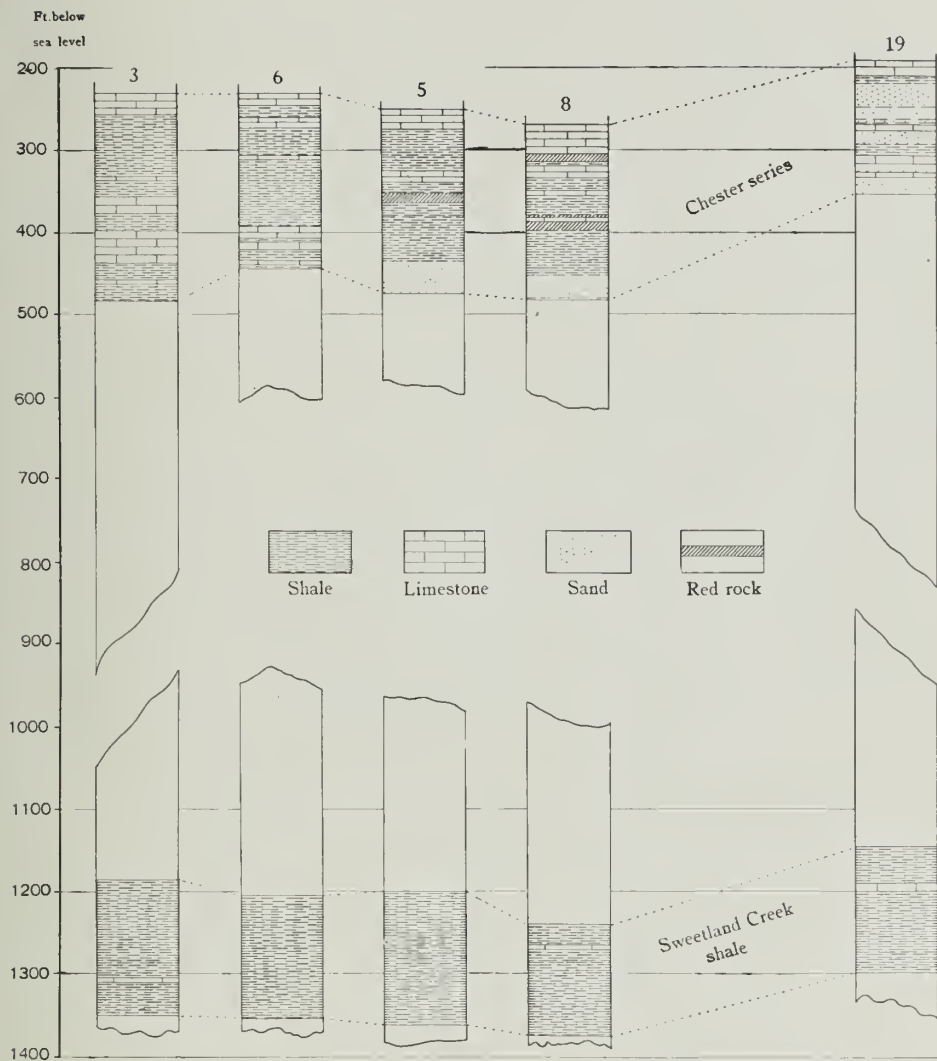 Ft. below
sea level
3
6
5
8
19
200
300
400
500
600
700
800
900
1000
1100
1200
1300
1400
Chester series
Shale
Limestone
Sand
Red rock
Sweetland Creek
shale